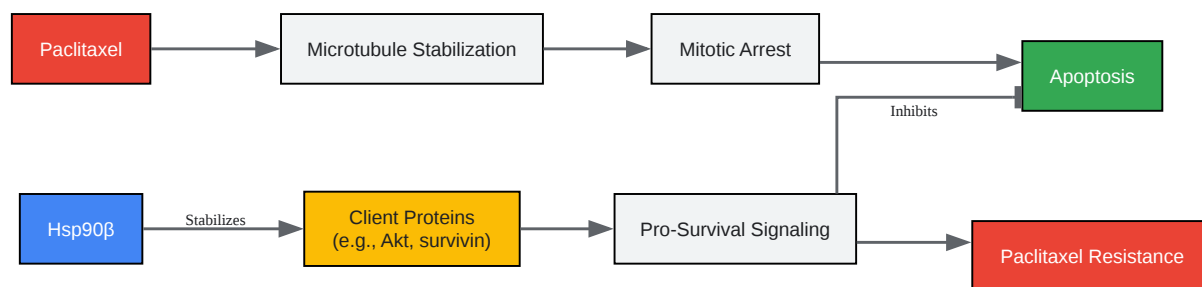 Paclitaxel
Microtubule Stabilization
Mitotic Arrest
Apoptosis
Inhibits
Hsp90β
Stabilizes
Client Proteins
(e.g., Akt, survivin)
Pro-Survival Signaling
Paclitaxel Resistance